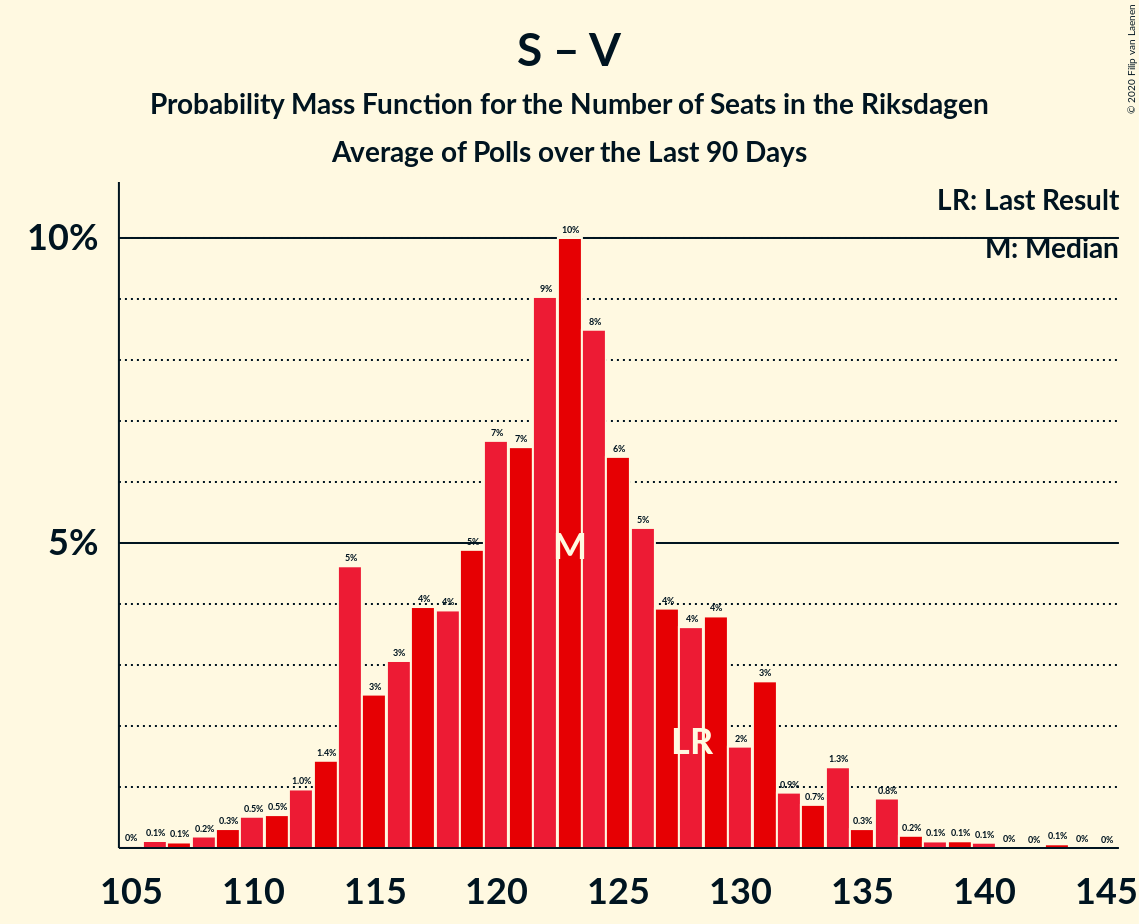 © 2020 Filip van Laenen
S – V
Probability Mass Function for the Number of Seats in the Riksdagen
Average of Polls over the Last 90 Days
LR: Last Result
M: Median
10%
5%
0% 0.1% 0.1% 0.2% 0.3% 0.5% 0.5% 1.0% 1.4% 5% 3% 3% 4% 4% 5% 7% 7% 9% 10% 8% 6% 5% 4% 4% 4% 2% 3% 0.9% 0.7% 1.3% 0.3% 0.8% 0.2% 0.1% 0.1% 0.1% 0% 0% 0.1% 0% 0%
M
LR
105 110 115 120 125 130 135 140 145